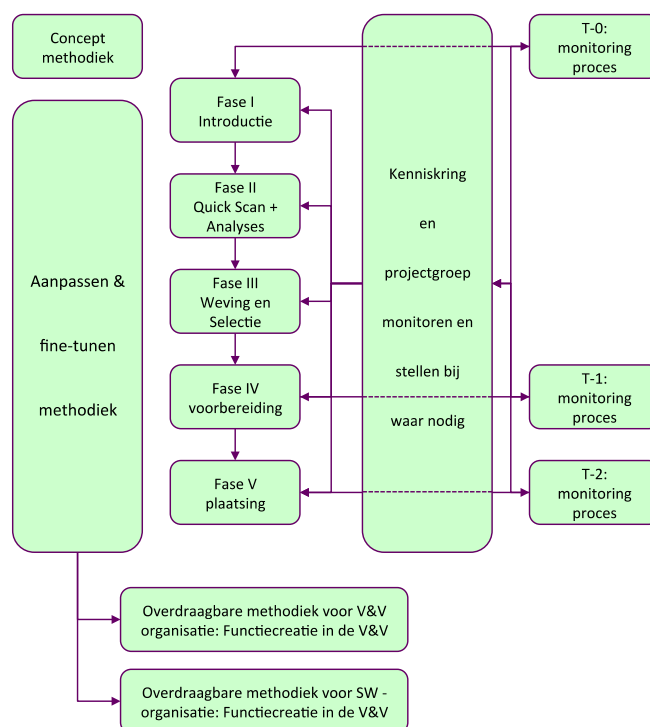 Concept
methodiek
Aanpassen &
fine-tunen
methodiek
Fase I
Introductie
Fase II
Quick Scan +
Analyses
Fase III
Weving en
Selectie
Fase IV
voorbereiding
Fase V
plaatsing
Kenniskring
en
projectgroep
monitoren en
stellen bij
waar nodig
T-0:
monitoring
proces
T-1:
monitoring
proces
T-2:
monitoring
proces
Overdraagbare methodiek voor V&V
organisatie: Functiecreatie in de V&V
Overdraagbare methodiek voor SW -
organisatie: Functiecreatie in de V&V